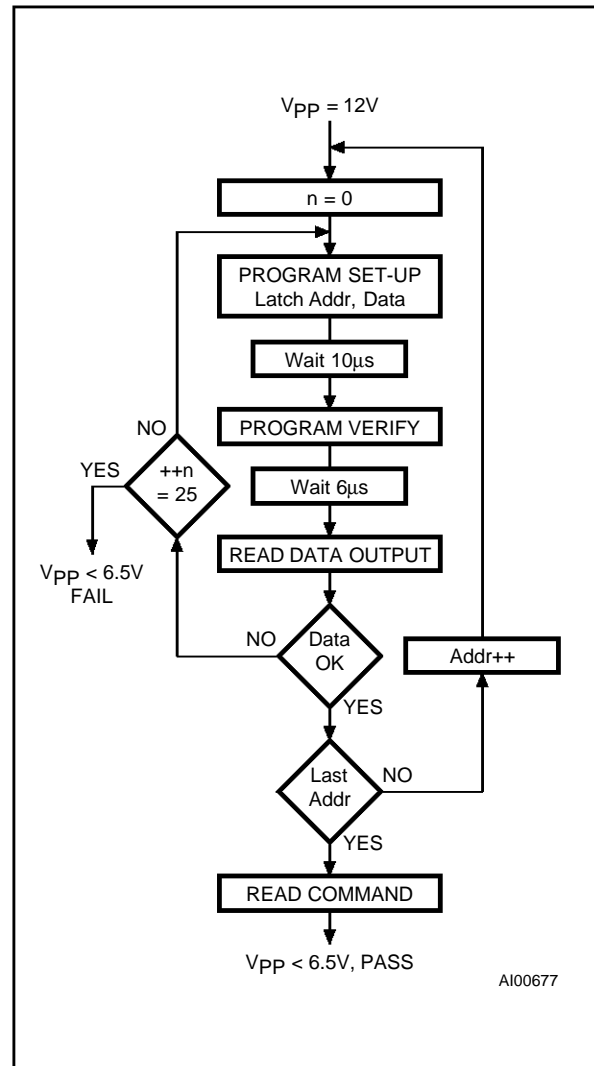 VPP = 12V
n = 0
PROGRAM SET-UP
Latch Addr, Data
Wait 10µs
PROGRAM VERIFY
Wait 6µs
READ DATA OUTPUT
Data
OK
NO
YES
++n
= 25
NO
YES
VPP < 6.5V
FAIL
Last
Addr
NO
Addr++
YES
READ COMMAND
VPP < 6.5V, PASS
AI00677